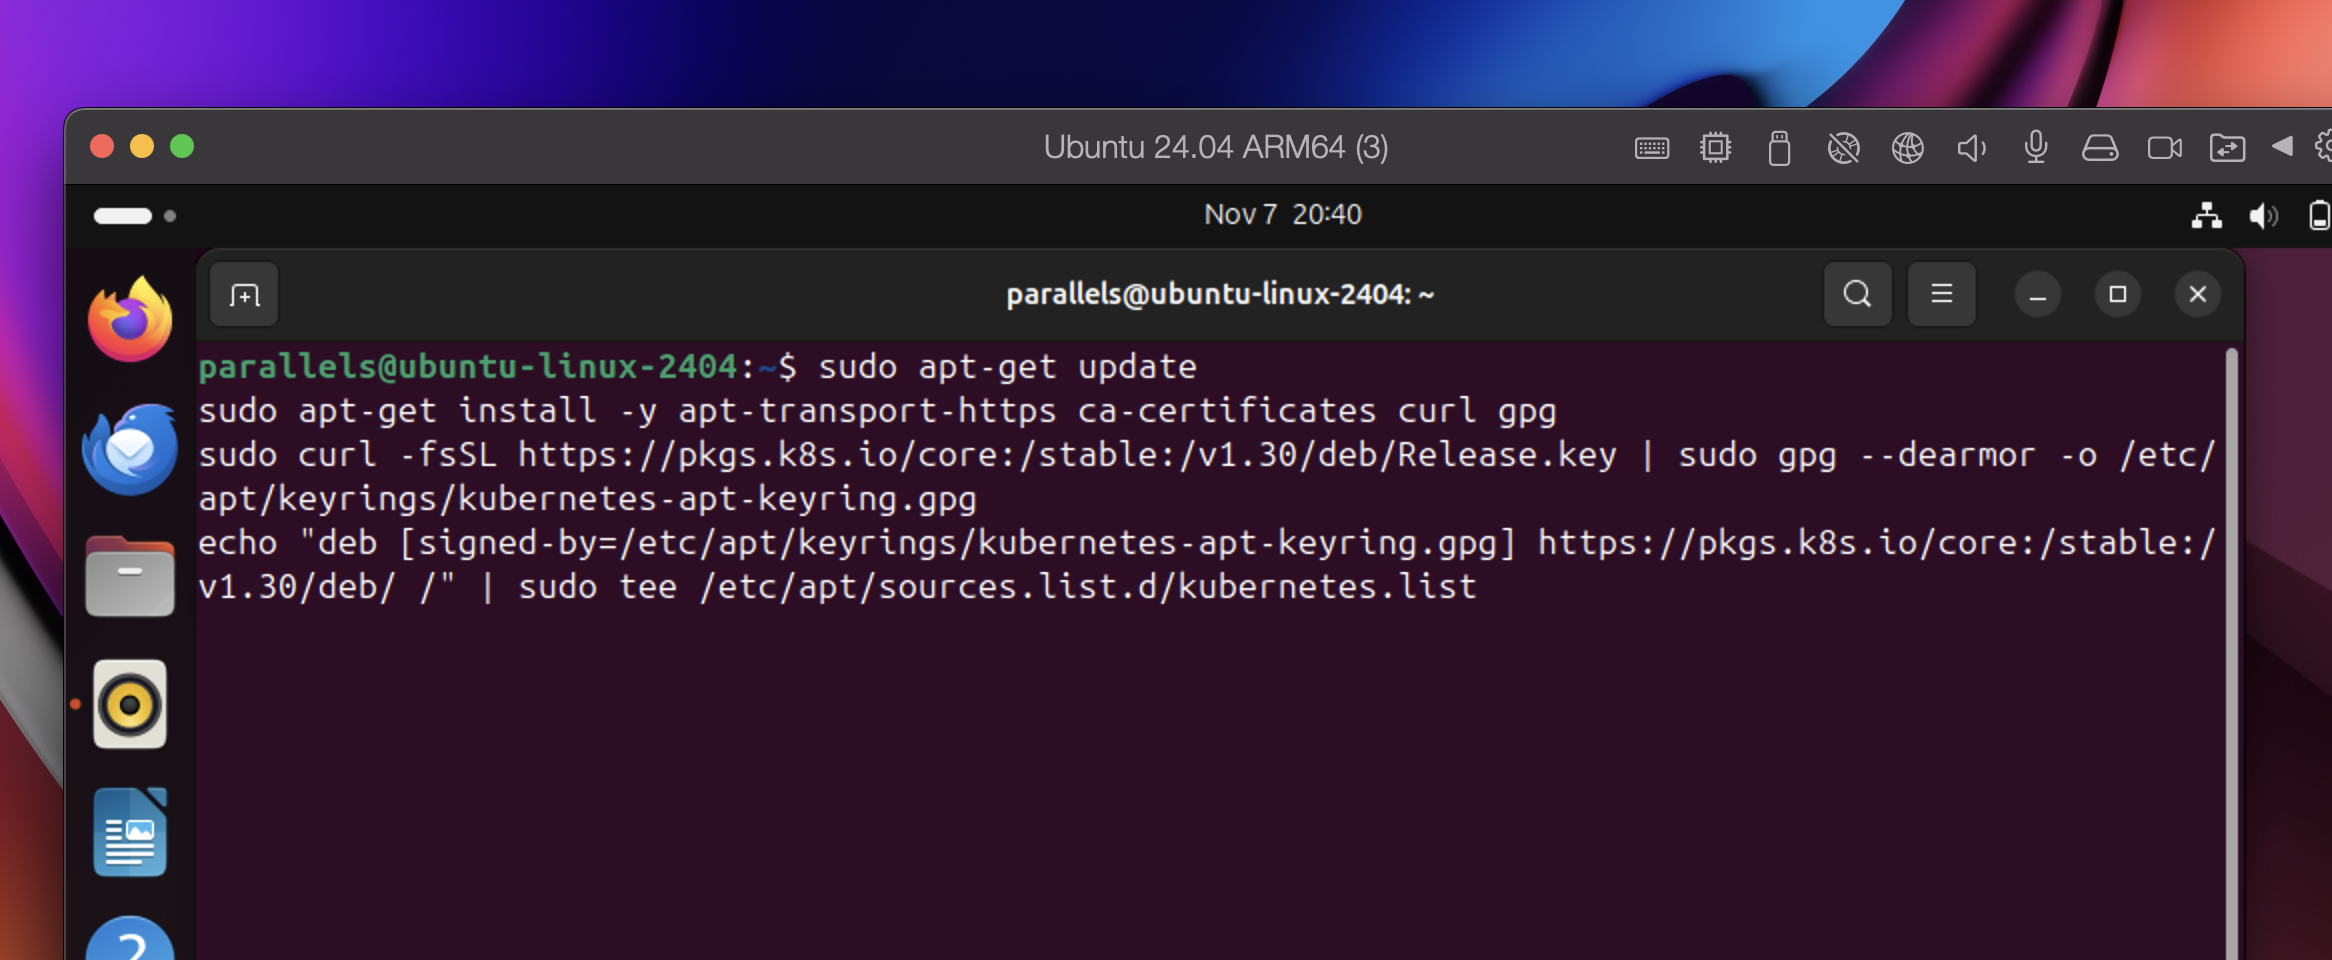 Ubuntu 24.04 ARM64 (3)
Nov 7 20:40
parallels@ubuntu-linux-2404: ~
parallels@ubuntu-linux-2404:~$ sudo apt-get update
sudo apt-get install -y apt-transport-https ca-certificates curl gpg
sudo curl -fsSL https://pkgs.k8s.io/core:/stable:/v1.30/deb/Release.key | sudo gpg --dearmor -o /etc/
apt/keyrings/kubernetes-apt-keyring.gpg
echo "deb [signed-by=/etc/apt/keyrings/kubernetes-apt-keyring.gpg] https://pkgs.k8s.io/core:/stable:/
v1.30/deb/ /" | sudo tee /etc/apt/sources.list.d/kubernetes.list
?